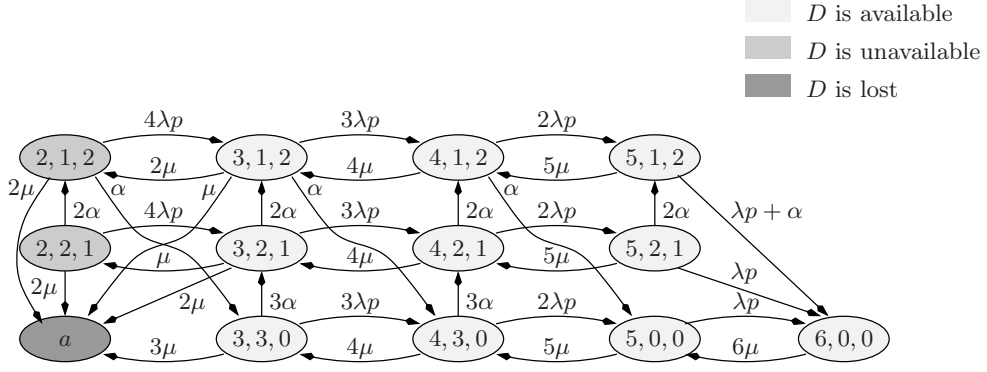 D is available
D is unavailable
D is lost
4λp 3λp 2λp
2, 1, 2 2μ 3, 1, 2 4μ 4, 1, 2 5μ 5, 1, 2
2μ α μ α α
2α 4λp 2α 3λp 2α 2λp 2α λp + α
2, 2, 1 μ 3, 2, 1 4μ 4, 2, 1 5μ 5, 2, 1
2μ 2μ 3α 3λp 3α 2λp λp λp
a 3μ 3, 3, 0 4μ 4, 3, 0 5μ 5, 0, 0 6μ 6, 0, 0